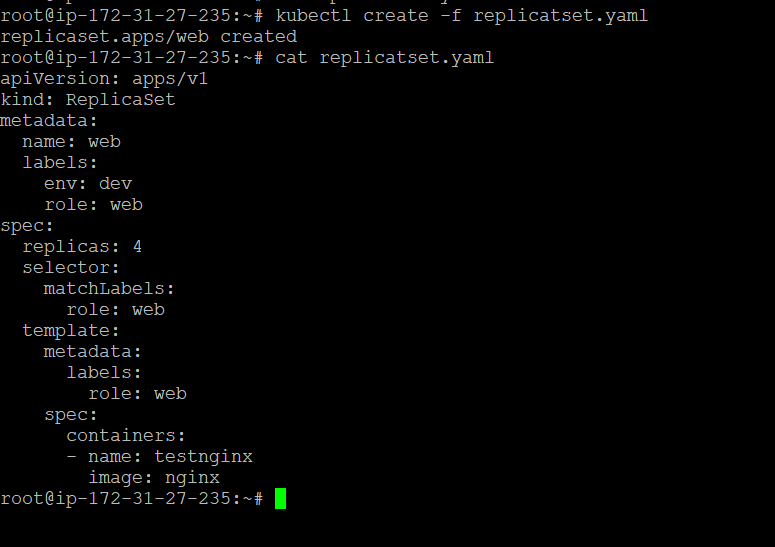 root@ip-172-31-27-235:~# kubectl create -f replicatset.yaml
replicaset.apps/web created
root@ip-172-31-27-235:~# cat replicatset.yaml
apiVersion: apps/v1
kind: ReplicaSet
metadata:
  name: web
  labels:
    env: dev
    role: web
spec:
  replicas: 4
  selector:
    matchLabels:
      role: web
  template:
    metadata:
      labels:
        role: web
    spec:
      containers:
      - name: testnginx
        image: nginx
root@ip-172-31-27-235:~#